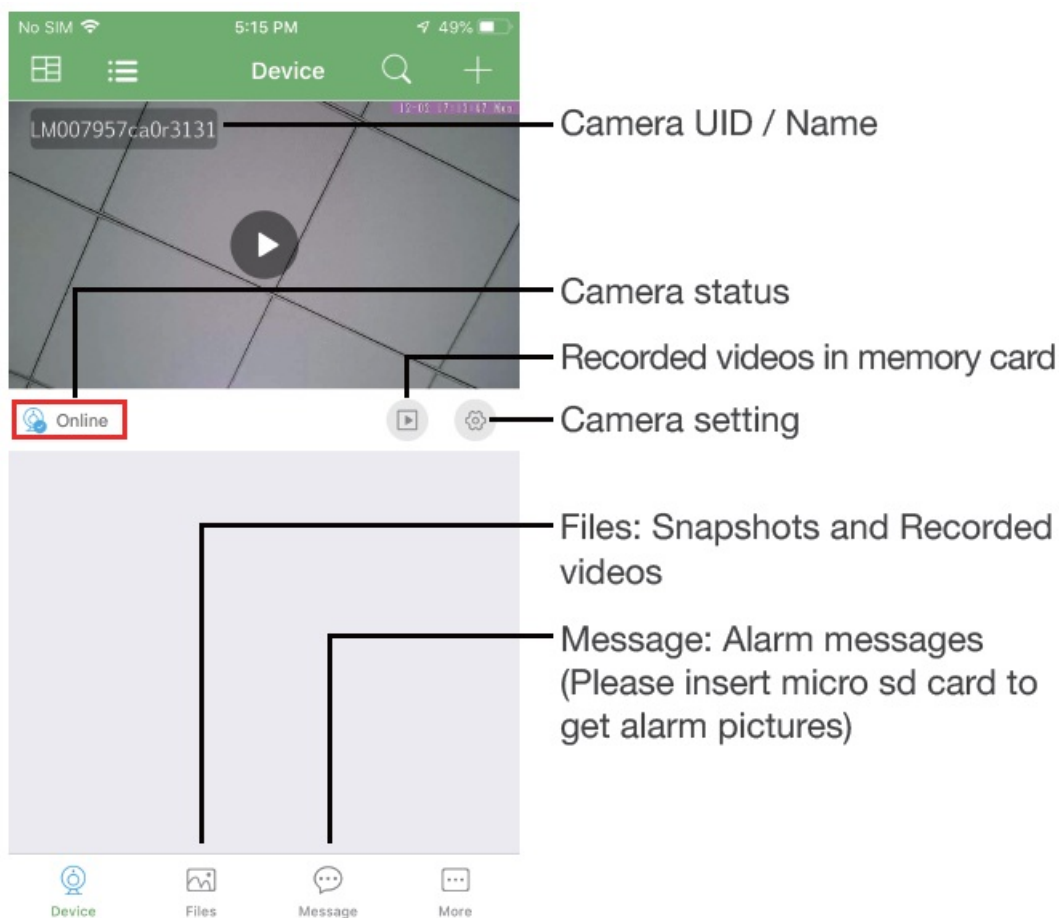 No SIM 5:15 PM 49%
Device
LM007957ca0r3131
Camera UID / Name
Camera status
Recorded videos in memory card
Online
Camera setting
Files: Snapshots and Recorded
videos
Message: Alarm messages
(Please insert micro sd card to
get alarm pictures)
Device Files Message More